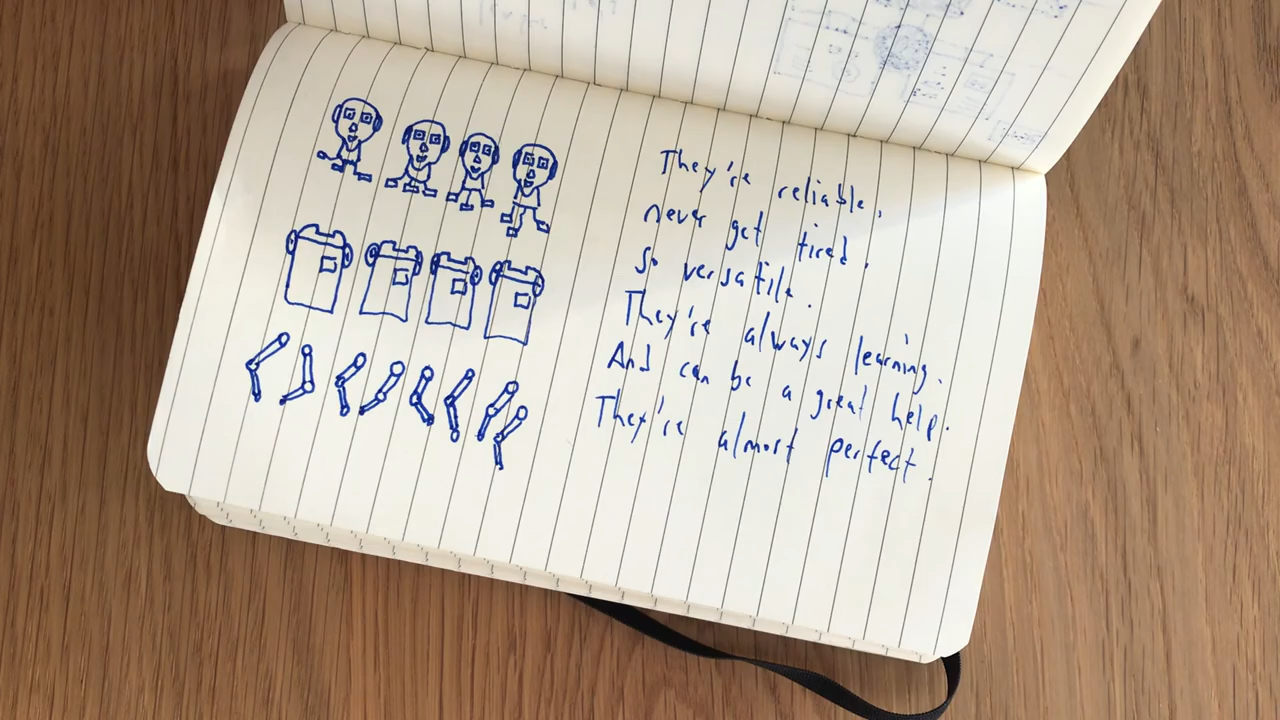 They're reliable,
never get tired.
So versatile.
They're always learning.
And can be a great help.
They're almost perfect.